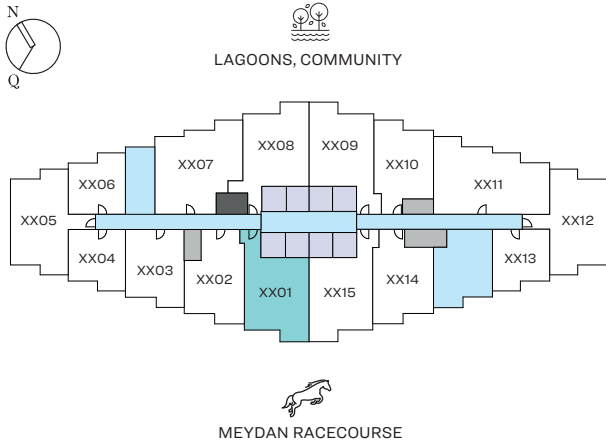 N
Q
LAGOONS, COMMUNITY
XX08
XX09
XX07
XX10
XX06
XX11
XX05
XX12
XX04
XX03
XX02
XX01
XX15
XX14
XX13
MEYDAN RACECOURSE